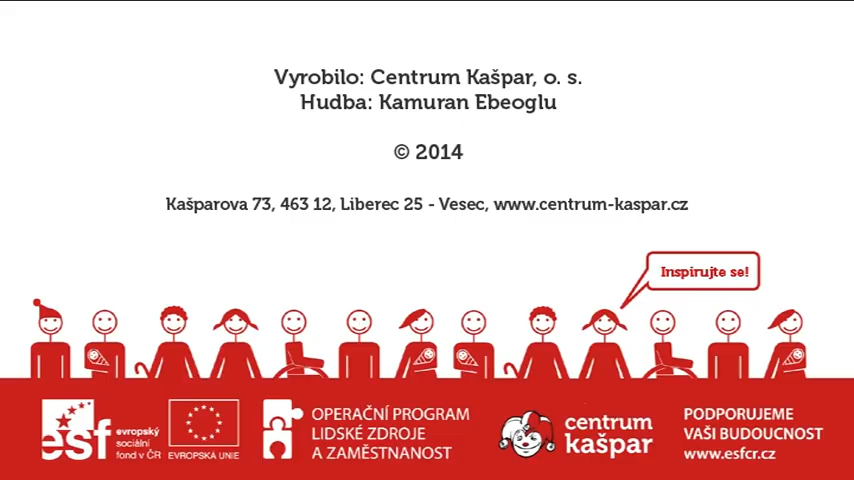 Vyrobilo: Centrum Kašpar, o. s.
Hudba: Kamuran Ebeoglu
© 2014
Kašparova 73, 463 12, Liberec 25 - Vesec, www.centrum-kaspar.cz
Inspirujte se!
esf
evropský
sociální
fond v ČR
EVROPSKÁ UNIE
OPERAČNÍ PROGRAM
LIDSKÉ ZDROJE
A ZAMĚSTNANOST
centrum
kašpar
PODPORUJEME
VAŠI BUDOUCNOST
www.esfcr.cz